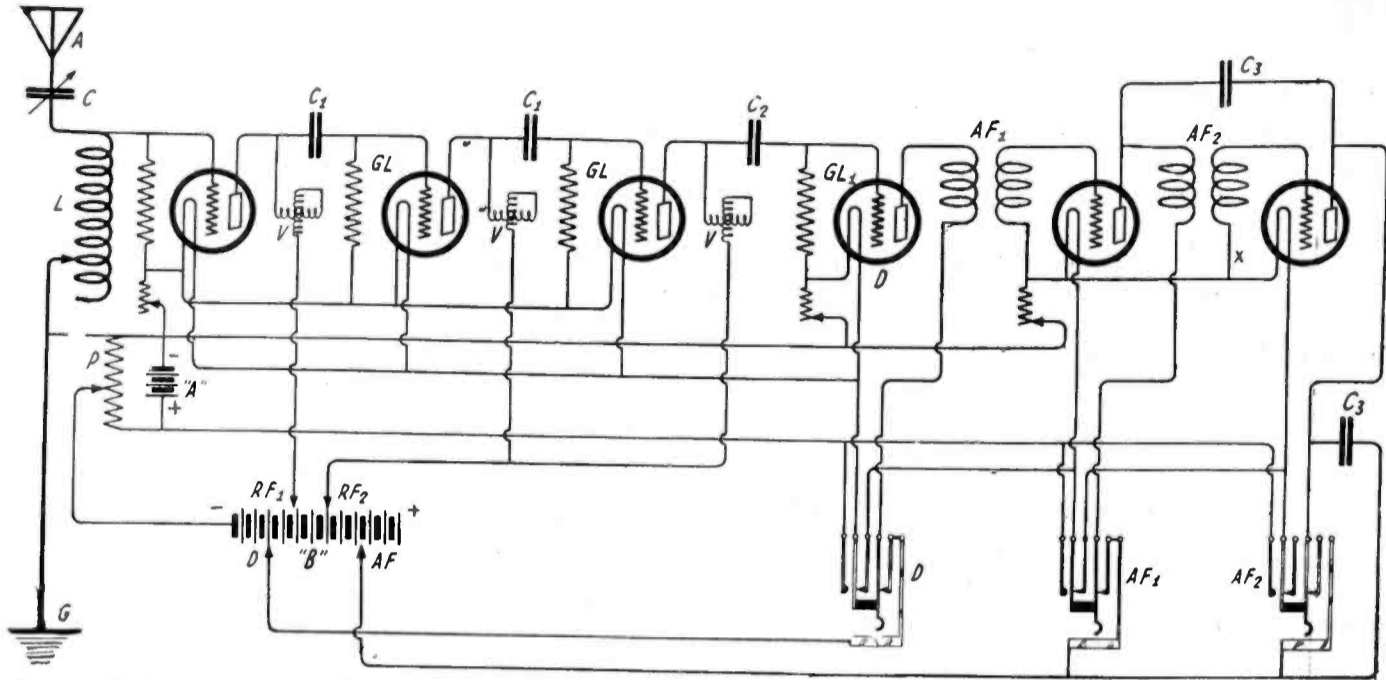 A
C
C1
C1
C2
C3
L
GL
GL
GL1
AF1
AF2
V
V
V
D
X
P
-
"A"
+
C3
RF1
RF2
-
+
D
"B"
AF
D
AF1
AF2
G